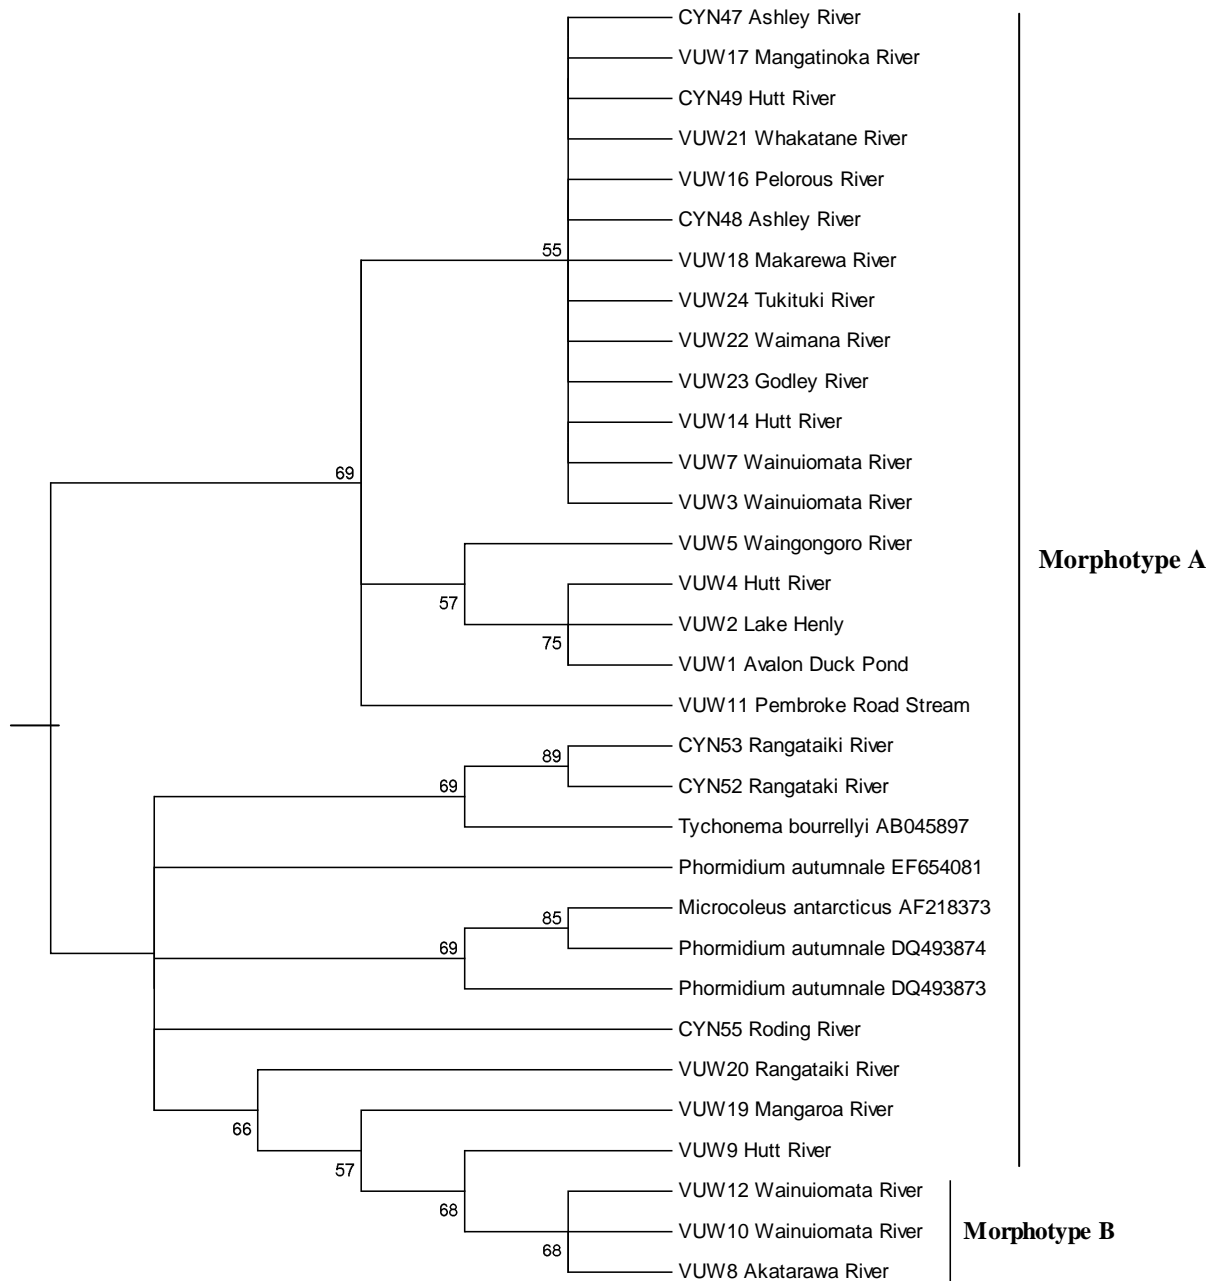 CYN47 Ashley River
VUW17 Mangatinoka River
CYN49 Hutt River
VUW21 Whakatane River
VUW16 Pelorous River
CYN48 Ashley River
55
VUW18 Makarewa River
VUW24 Tukituki River
VUW22 Waimana River
VUW23 Godley River
VUW14 Hutt River
VUW7 Wainuiomata River
69
VUW3 Wainuiomata River
VUW5 Waingongoro River
Morphotype A
VUW4 Hutt River
57
VUW2 Lake Henly
75
VUW1 Avalon Duck Pond
VUW11 Pembroke Road Stream
CYN53 Rangataiki River
89
69
CYN52 Rangataki River
Tychonema bourrellyi AB045897
Phormidium autumnale EF654081
Microcoleus antarcticus AF218373
85
69
Phormidium autumnale DQ493874
Phormidium autumnale DQ493873
CYN55 Roding River
VUW20 Rangataiki River
VUW19 Mangaroa River
66
VUW9 Hutt River
57
VUW12 Wainuiomata River
68
VUW10 Wainuiomata River
Morphotype B
68
VUW8 Akatarawa River